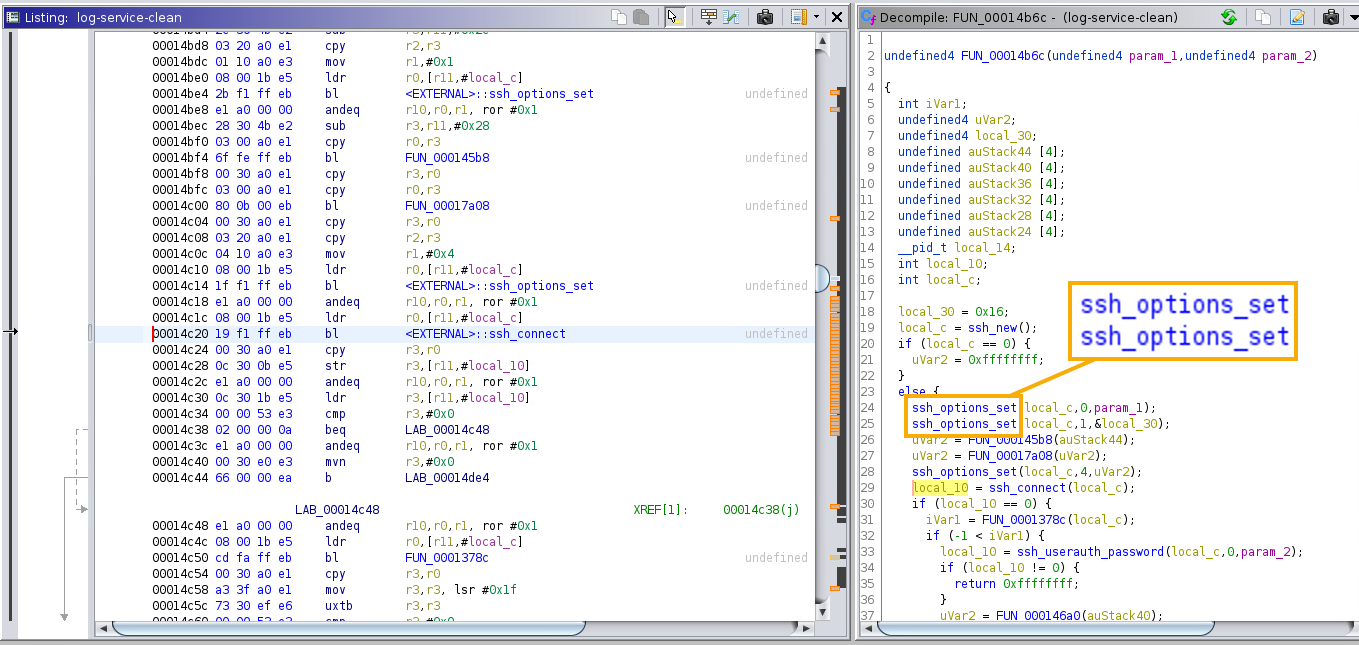 Listing: log-service-clean
00014bd8 03 20 a0 e1 cpy r2,r3
00014bdc 01 10 a0 e3 mov r1,#0x1
00014be0 08 00 1b e5 ldr r0,[r11,#local_c]
00014be4 2b f1 ff eb bl <EXTERNAL>::ssh_options_set undefined
00014be8 e1 a0 00 00 andeq r10,r0,r1, ror #0x1
00014bec 28 30 4b e2 sub r3,r11,#0x28
00014bf0 03 00 a0 e1 cpy r0,r3
00014bf4 6f fe ff eb bl FUN_000145b8 undefined
00014bf8 00 30 a0 e1 cpy r3,r0
00014bfc 03 00 a0 e1 cpy r0,r3
00014c00 80 0b 00 eb bl FUN_00017a08 undefined
00014c04 00 30 a0 e1 cpy r3,r0
00014c08 03 20 a0 e1 cpy r2,r3
00014c0c 04 10 a0 e3 mov r1,#0x4
00014c10 08 00 1b e5 ldr r0,[r11,#local_c]
00014c14 1f f1 ff eb bl <EXTERNAL>::ssh_options_set undefined
00014c18 e1 a0 00 00 andeq r10,r0,r1, ror #0x1
00014c1c 08 00 1b e5 ldr r0,[r11,#local_c]
00014c20 19 f1 ff eb bl <EXTERNAL>::ssh_connect undefined
00014c24 00 30 a0 e1 cpy r3,r0
00014c28 0c 30 0b e5 str r3,[r11,#local_10]
00014c2c e1 a0 00 00 andeq r10,r0,r1, ror #0x1
00014c30 0c 30 1b e5 ldr r3,[r11,#local_10]
00014c34 00 00 53 e3 cmp r3,#0x0
00014c38 02 00 00 0a beq LAB_00014c48
00014c3c e1 a0 00 00 andeq r10,r0,r1, ror #0x1
00014c40 00 30 e0 e3 mvn r3,#0x0
00014c44 66 00 00 ea b LAB_00014de4
LAB_00014c48 XREF[1]: 00014c38(j)
00014c48 e1 a0 00 00 andeq r10,r0,r1, ror #0x1
00014c4c 08 00 1b e5 ldr r0,[r11,#local_c]
00014c50 cd fa ff eb bl FUN_0001378c undefined
00014c54 00 30 a0 e1 cpy r3,r0
00014c58 a3 3f a0 e1 mov r3,r3, lsr #0x1f
00014c5c 73 30 ef e6 uxtb r3,r3
Decompile: FUN_00014b6c - (log-service-clean)
1
2 undefined4 FUN_00014b6c(undefined4 param_1,undefined4 param_2)
3
4 {
5 int iVar1;
6 undefined4 uVar2;
7 undefined4 local_30;
8 undefined auStack44 [4];
9 undefined auStack40 [4];
10 undefined auStack36 [4];
11 undefined auStack32 [4];
12 undefined auStack28 [4];
13 undefined auStack24 [4];
14 __pid_t local_14;
15 int local_10;
16 int local_c;
17
18 local_30 = 0x16;
19 local_c = ssh_new();
20 if (local_c == 0) {
21 uVar2 = 0xffffffff;
22 }
23 else {
24 ssh_options_set(local_c,0,param_1);
25 ssh_options_set(local_c,1,&local_30);
26 uVar2 = FUN_000145b8(auStack44);
27 uVar2 = FUN_00017a08(uVar2);
28 ssh_options_set(local_c,4,uVar2);
29 local_10 = ssh_connect(local_c);
30 if (local_10 == 0) {
31 iVar1 = FUN_0001378c(local_c);
32 if (-1 < iVar1) {
33 local_10 = ssh_userauth_password(local_c,0,param_2);
34 if (local_10 != 0) {
35 return 0xffffffff;
36 }
37 uVar2 = FUN_000146a0(auStack40);
ssh_options_set
ssh_options_set